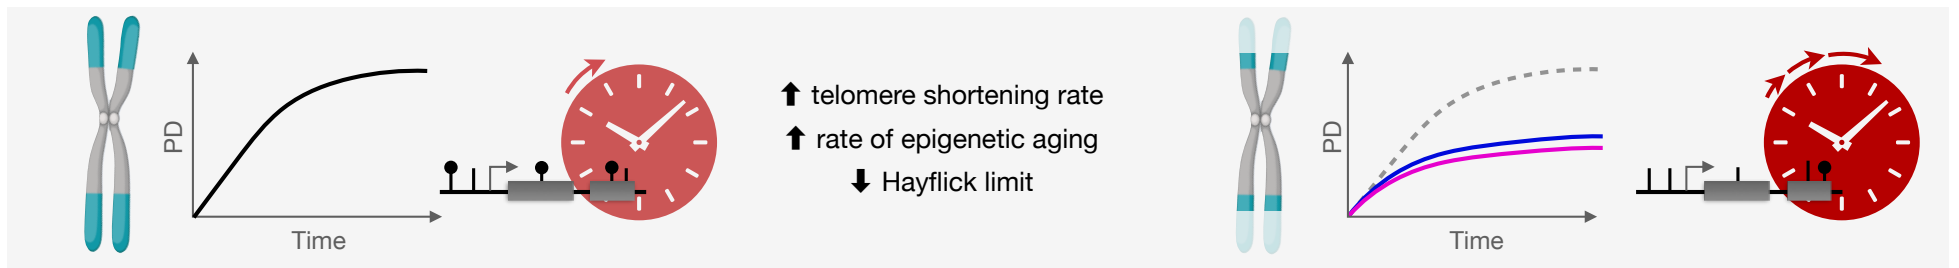 PD
Time
⬆ telomere shortening rate
⬆ rate of epigenetic aging
⬇ Hayflick limit
PD
Time